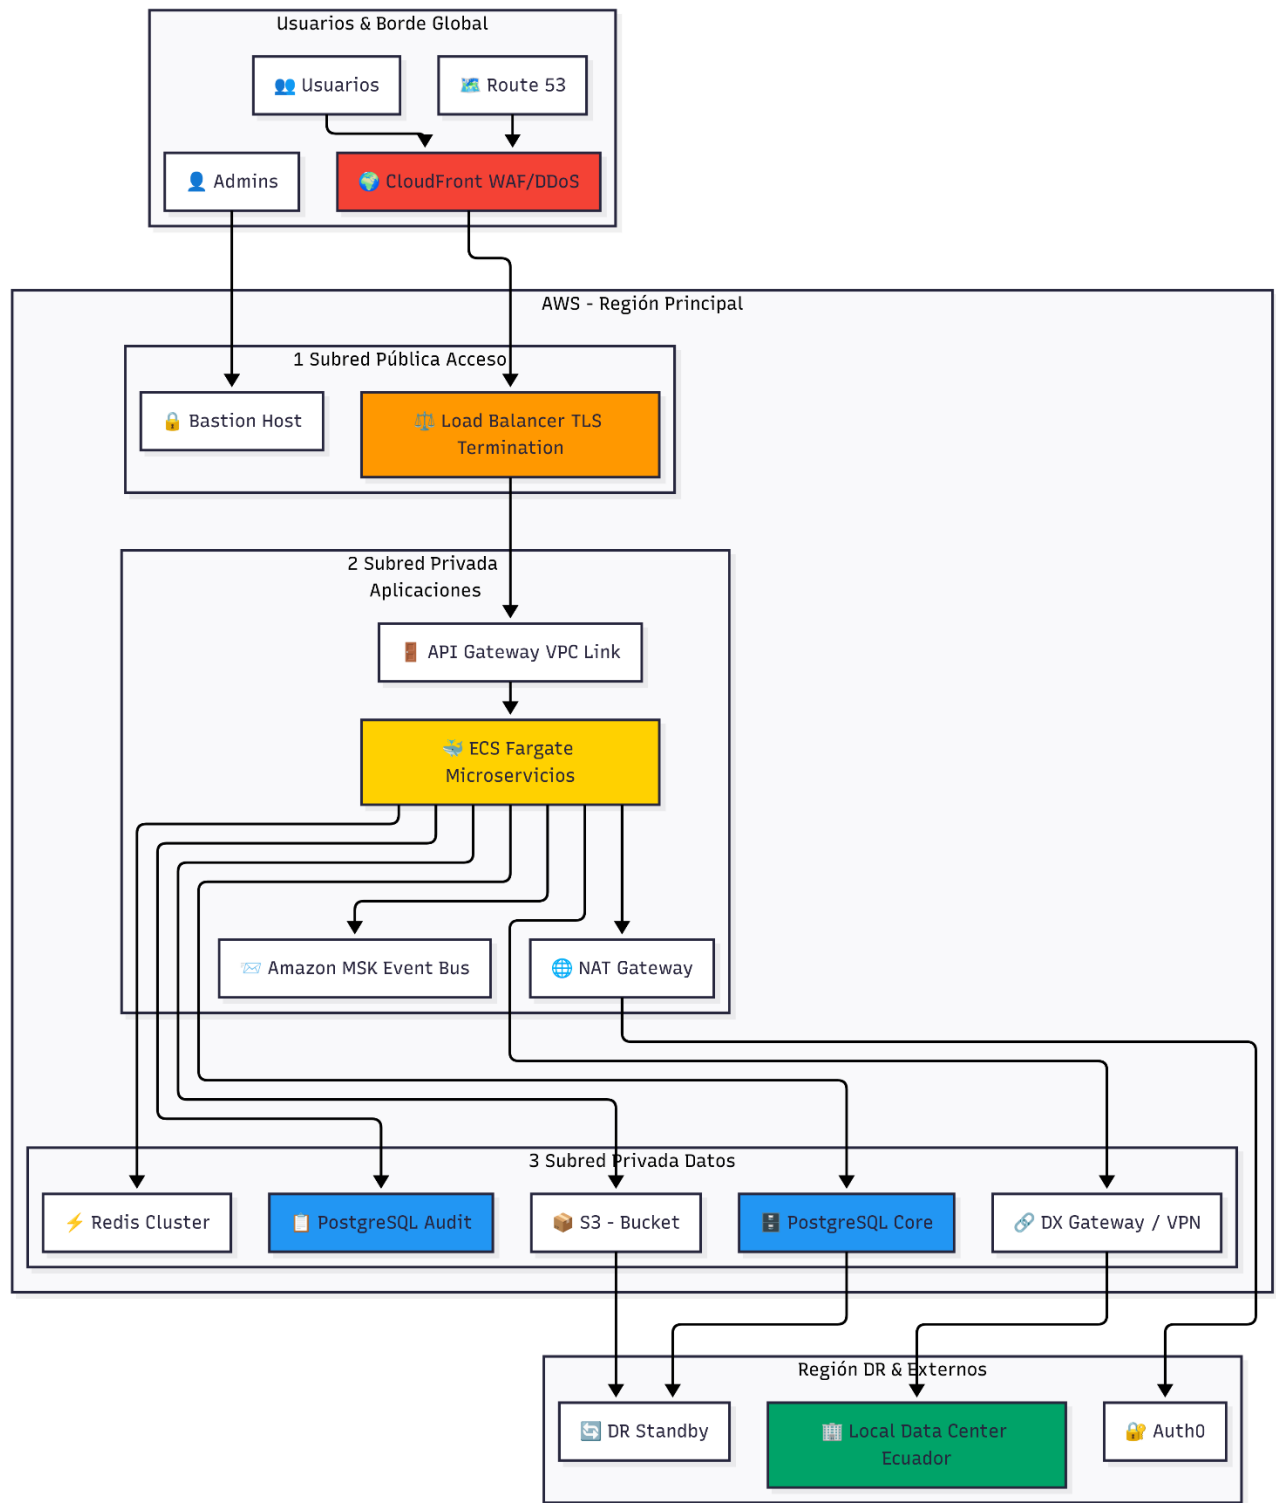 Usuarios & Borde Global
👥 Usuarios
🗺️ Route 53
👤 Admins
🌍 CloudFront WAF/DDoS
AWS - Región Principal
1 Subred Pública Acceso
🔒 Bastion Host
⚖️ Load Balancer TLS
Termination
2 Subred Privada
Aplicaciones
🚪 API Gateway VPC Link
🐳 ECS Fargate
Microservicios
📨 Amazon MSK Event Bus
🌐 NAT Gateway
3 Subred Privada Datos
⚡ Redis Cluster
📋 PostgreSQL Audit
📦 S3 - Bucket
🗄️ PostgreSQL Core
🔗 DX Gateway / VPN
Región DR & Externos
🔄 DR Standby
🏢 Local Data Center
Ecuador
🔐 Auth0